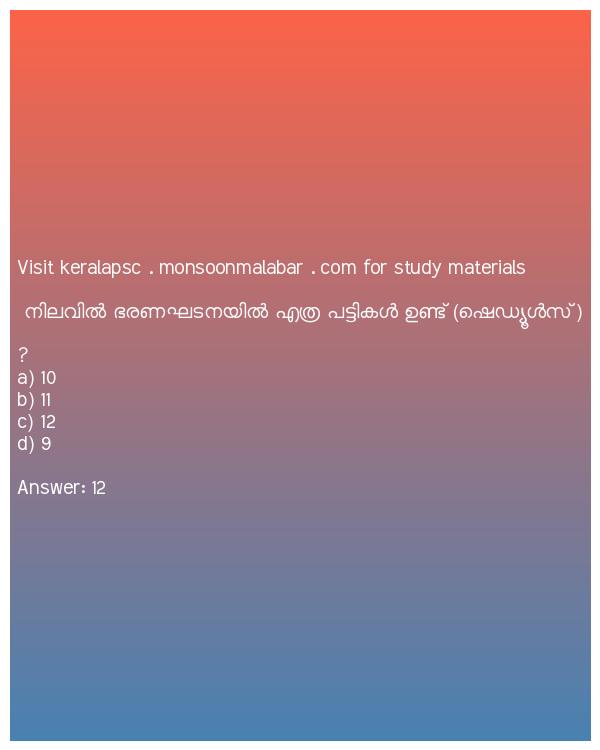 Visit keralapsc . monsoonmalabar . com for study materials
നിലവിൽ ഭരണഘടനയിൽ എത്ര പട്ടികൾ ഉണ്ട് (ഷെഡ്യൂൾസ് )
?
a) 10
b) 11
c) 12
d) 9
Answer: 12